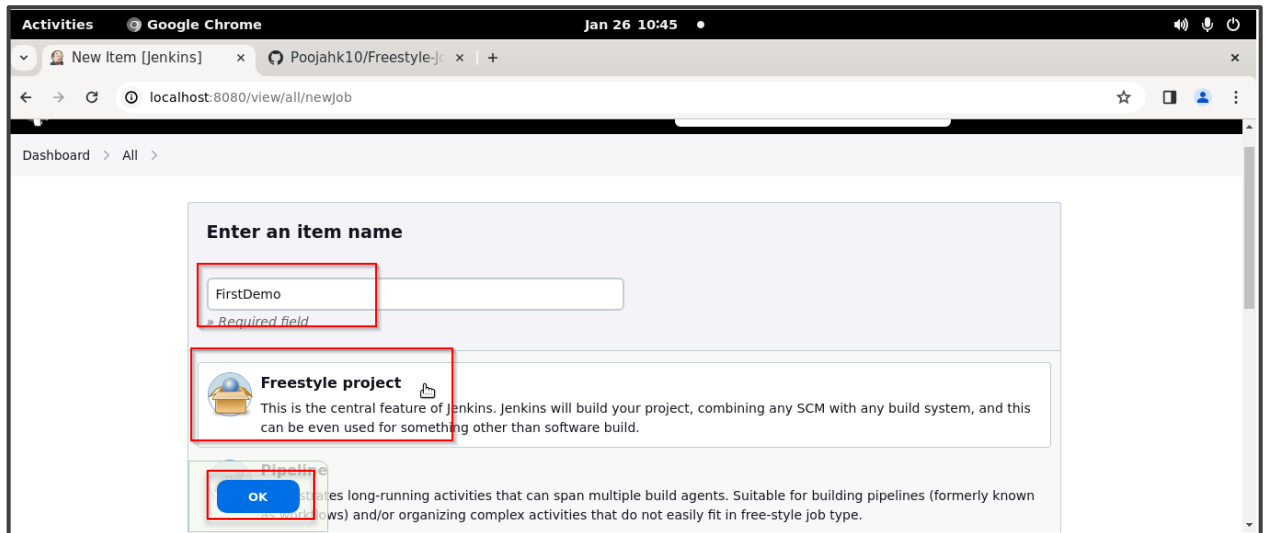 Activities Google Chrome Jan 26 10:45
New Item [Jenkins] Poojahk10/Freestyle-Jo
localhost:8080/view/all/newJob
Dashboard All
Enter an item name
FirstDemo
» Required field
Freestyle project
This is the central feature of Jenkins. Jenkins will build your project, combining any SCM with any build system, and this
can be even used for something other than software build.
Pipeline
OK
long-running activities that can span multiple build agents. Suitable for building pipelines (formerly known
as workflows) and/or organizing complex activities that do not easily fit in free-style job type.